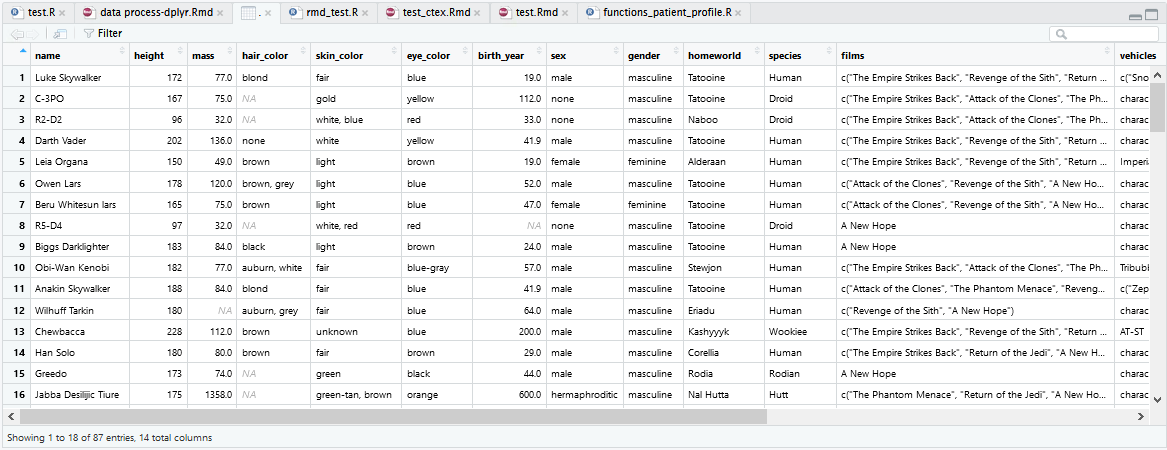 test.R data process-dplyr.Rmd . rmd_test.R test_ctex.Rmd test.Rmd functions_patient_profile.R
Filter
name height mass hair_color skin_color eye_color birth_year sex gender homeworld species films vehicles
1 Luke Skywalker 172 77.0 blond fair blue 19.0 male masculine Tatooine Human c("The Empire Strikes Back", "Revenge of the Sith", "Return ... c("Sno
2 C-3PO 167 75.0 NA gold yellow 112.0 none masculine Tatooine Droid c("The Empire Strikes Back", "Attack of the Clones", "The Ph... charac
3 R2-D2 96 32.0 NA white, blue red 33.0 none masculine Naboo Droid c("The Empire Strikes Back", "Attack of the Clones", "The Ph... charac
4 Darth Vader 202 136.0 none white yellow 41.9 male masculine Tatooine Human c("The Empire Strikes Back", "Revenge of the Sith", "Return ... charac
5 Leia Organa 150 49.0 brown light brown 19.0 female feminine Alderaan Human c("The Empire Strikes Back", "Revenge of the Sith", "Return ... Imperi
6 Owen Lars 178 120.0 brown, grey light blue 52.0 male masculine Tatooine Human c("Attack of the Clones", "Revenge of the Sith", "A New Ho... charac
7 Beru Whitesun lars 165 75.0 brown light blue 47.0 female feminine Tatooine Human c("Attack of the Clones", "Revenge of the Sith", "A New Ho... charac
8 R5-D4 97 32.0 NA white, red red NA none masculine Tatooine Droid A New Hope charac
9 Biggs Darklighter 183 84.0 black light brown 24.0 male masculine Tatooine Human A New Hope charac
10 Obi-Wan Kenobi 182 77.0 auburn, white fair blue-gray 57.0 male masculine Stewjon Human c("The Empire Strikes Back", "Attack of the Clones", "The Ph... Tribubb
11 Anakin Skywalker 188 84.0 blond fair blue 41.9 male masculine Tatooine Human c("Attack of the Clones", "The Phantom Menace", "Reveng... c("Zep
12 Wilhuff Tarkin 180 NA auburn, grey fair blue 64.0 male masculine Eriadu Human c("Revenge of the Sith", "A New Hope") charac
13 Chewbacca 228 112.0 brown unknown blue 200.0 male masculine Kashyyyk Wookiee c("The Empire Strikes Back", "Revenge of the Sith", "Return ... AT-ST
14 Han Solo 180 80.0 brown fair brown 29.0 male masculine Corellia Human c("The Empire Strikes Back", "Return of the Jedi", "A New H... charac
15 Greedo 173 74.0 NA green black 44.0 male masculine Rodia Rodian A New Hope charac
16 Jabba Desilijic Tiure 175 1358.0 NA green-tan, brown orange 600.0 hermaphroditic masculine Nal Hutta Hutt c("The Phantom Menace", "Return of the Jedi", "A New Ho... charac
Showing 1 to 18 of 87 entries, 14 total columns